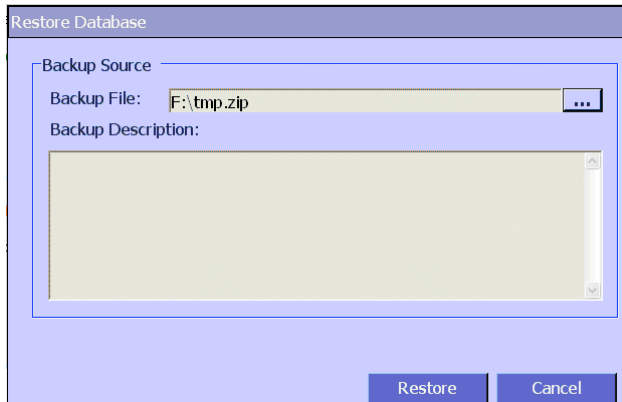 Restore Database
Backup Source
Backup File: F:\tmp.zip ...
Backup Description:
Restore Cancel